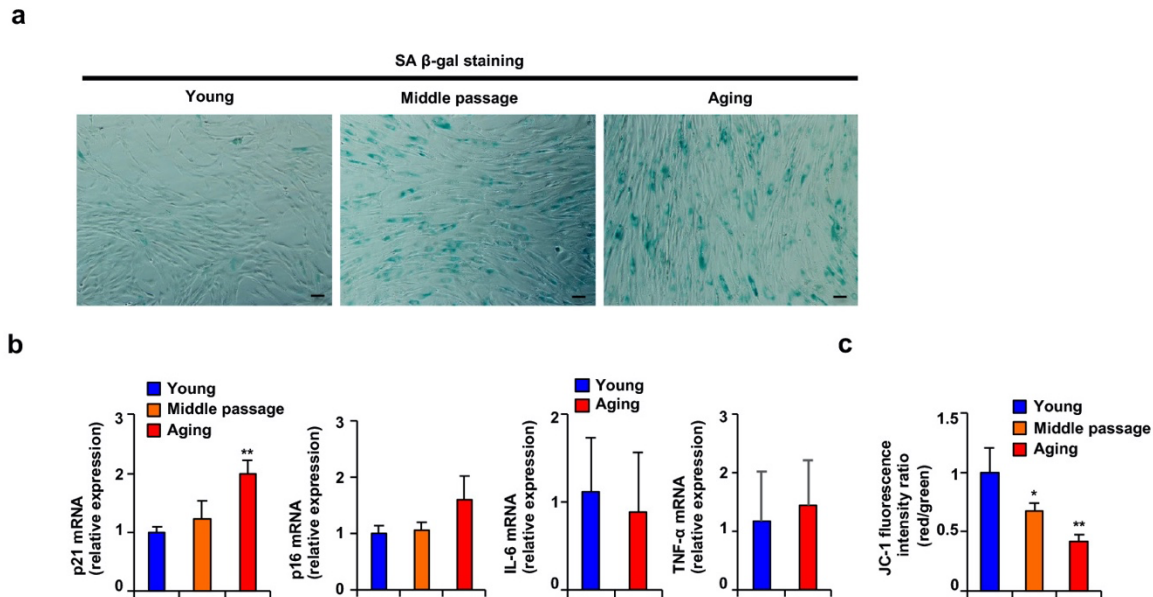 a
SA β-gal staining
Young
Middle passage
Aging
b
Young
Middle passage
Aging
p21 mRNA
(relative expression)
3
2
1
0
**
p16 mRNA
(relative expression)
3
2
1
0
Young
Aging
IL-6 mRNA
(relative expression)
2
1
0
TNF-α mRNA
(relative expression)
3
2
1
0
c
Young
Middle passage
Aging
JC-1 fluorescence
intensity ratio
(red/green)
1.5
1
0.5
0
*
**